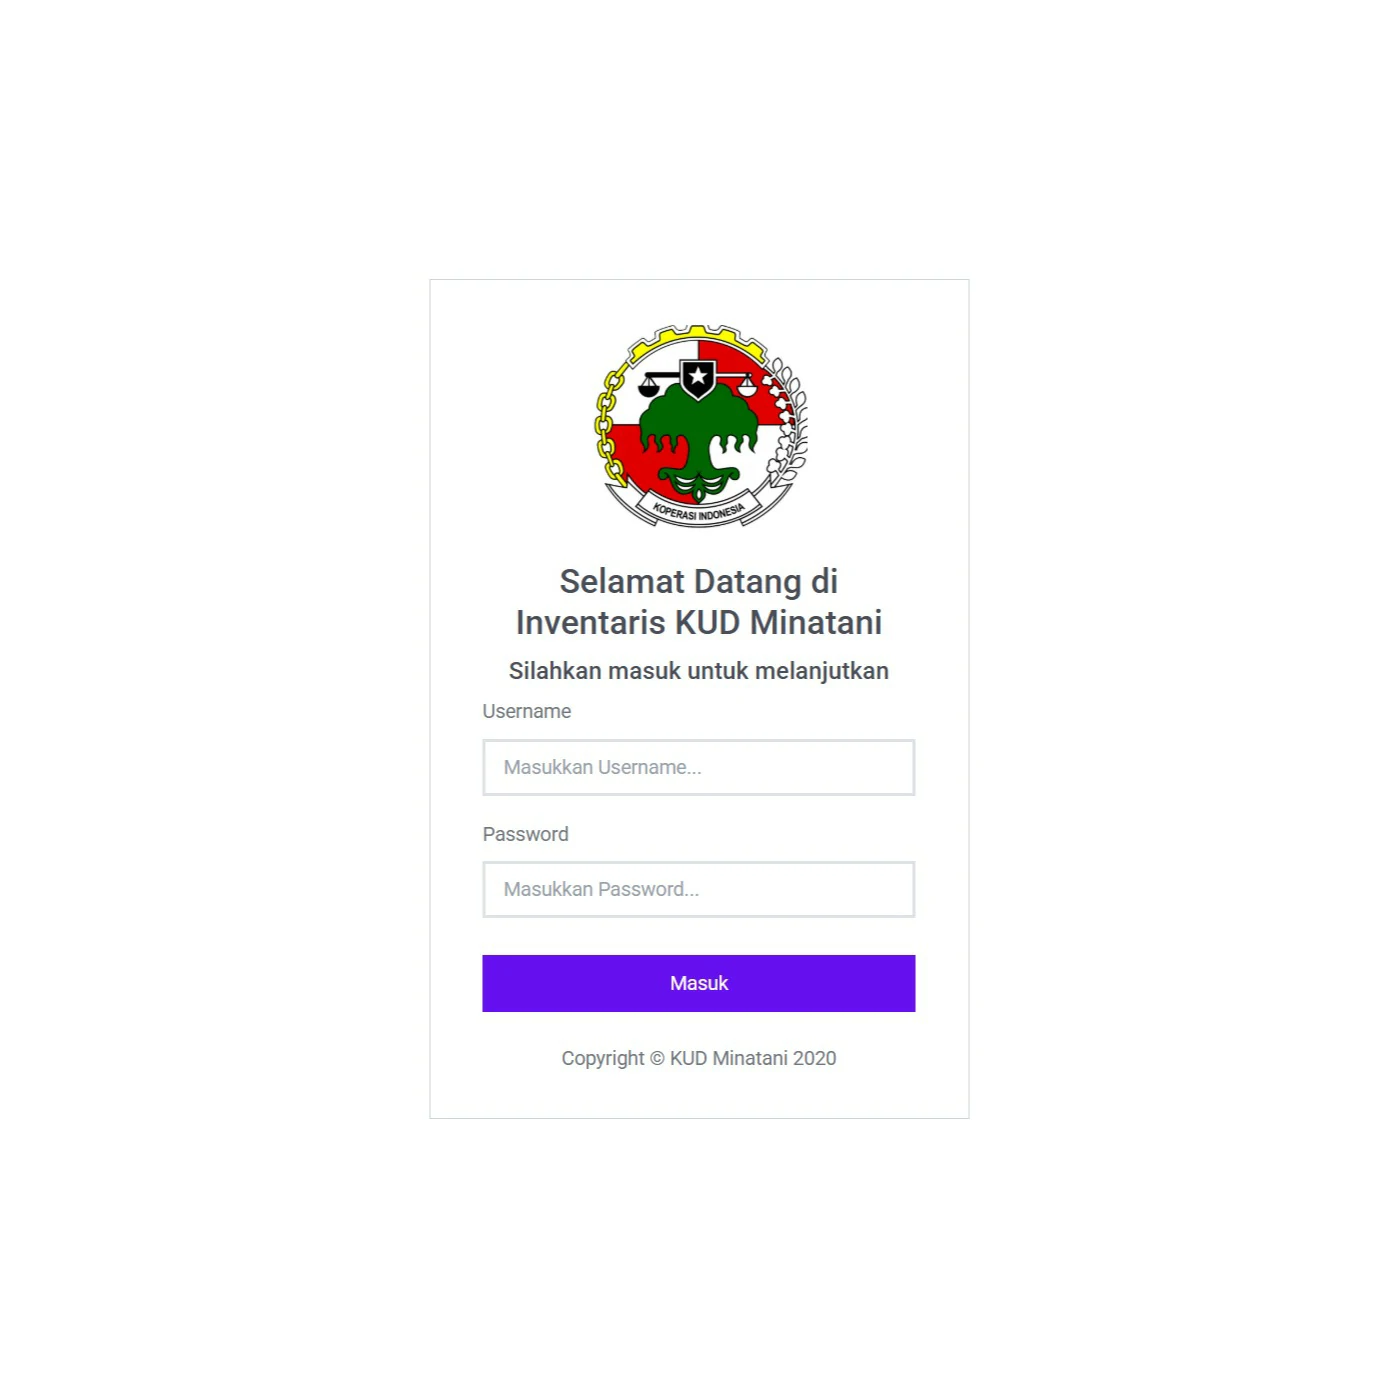 KOPERASI INDONESIA
Selamat Datang di
Inventaris KUD Minatani
Silahkan masuk untuk melanjutkan
Username
Masukkan Username...
Password
Masukkan Password...
Masuk
Copyright © KUD Minatani 2020